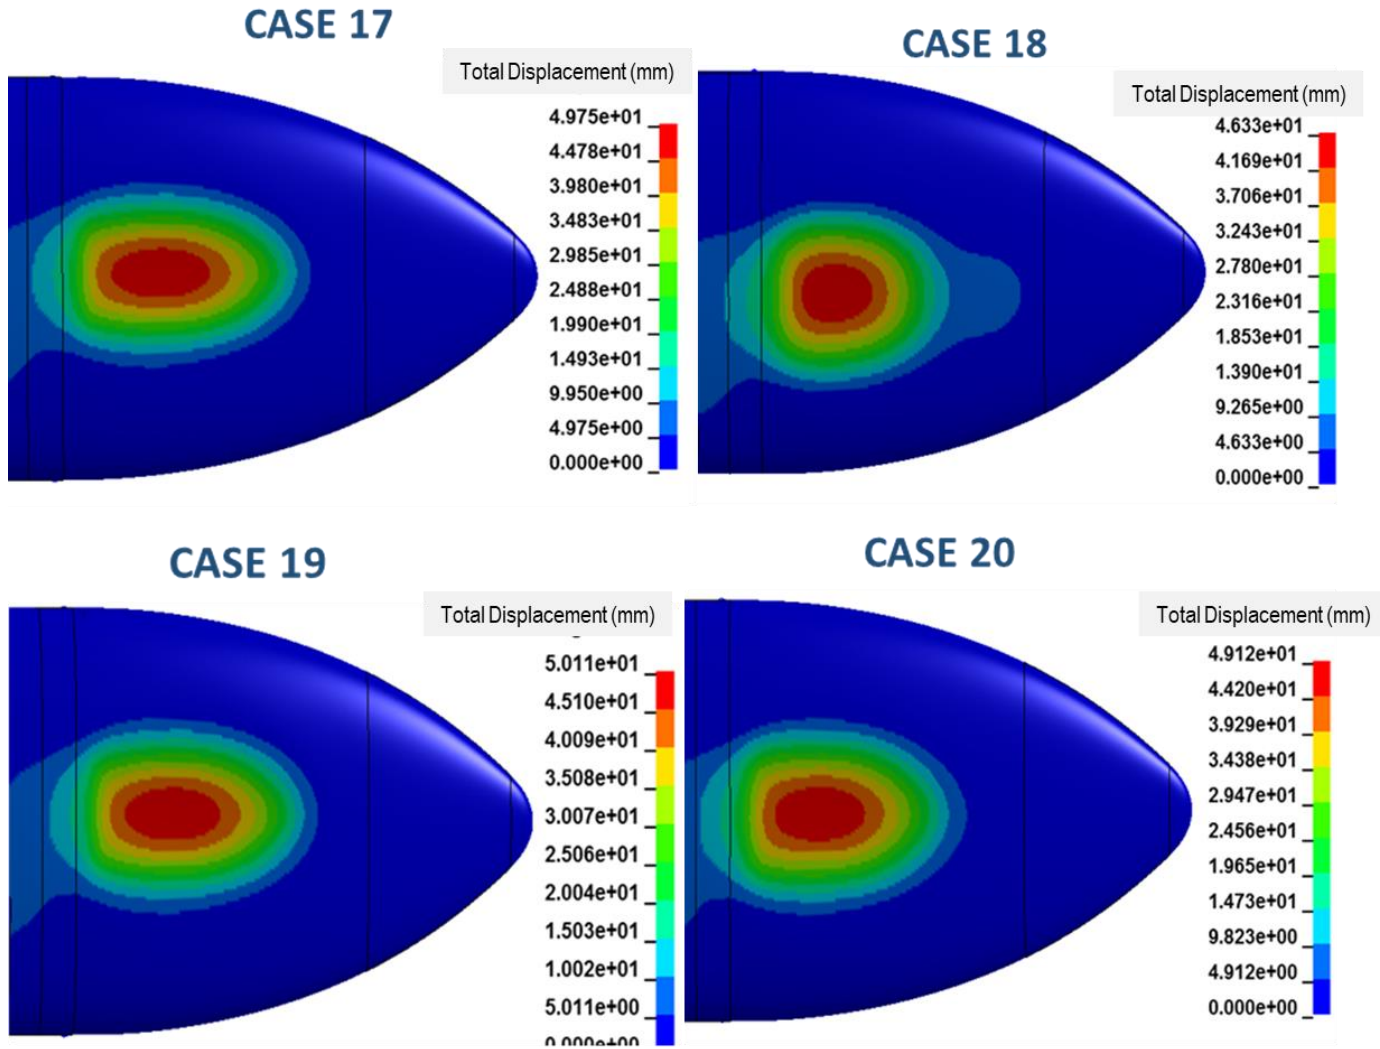 CASE 17
Total Displacement (mm)
4.975e+01
4.478e+01
3.980e+01
3.483e+01
2.985e+01
2.488e+01
1.990e+01
1.493e+01
9.950e+00
4.975e+00
0.000e+00
CASE 18
Total Displacement (mm)
4.633e+01
4.169e+01
3.706e+01
3.243e+01
2.780e+01
2.316e+01
1.853e+01
1.390e+01
9.265e+00
4.633e+00
0.000e+00
CASE 19
Total Displacement (mm)
5.011e+01
4.510e+01
4.009e+01
3.508e+01
3.007e+01
2.506e+01
2.004e+01
1.503e+01
1.002e+01
5.011e+00
0.000e+00
CASE 20
Total Displacement (mm)
4.912e+01
4.420e+01
3.929e+01
3.438e+01
2.947e+01
2.456e+01
1.965e+01
1.473e+01
9.823e+00
4.912e+00
0.000e+00